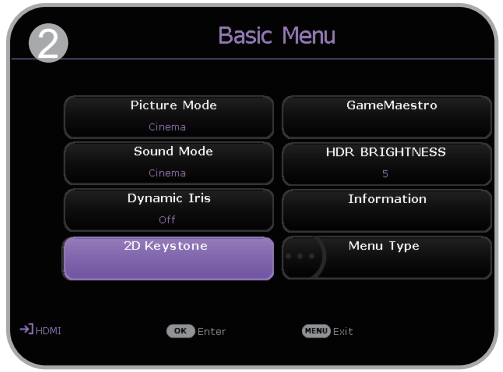 2
Basic Menu
Picture Mode
Cinema
GameMaestro
Sound Mode
Cinema
HDR BRIGHTNESS
5
Dynamic Iris
Off
Information
2D Keystone
Menu Type
HDMI
OK Enter
MENU Exit